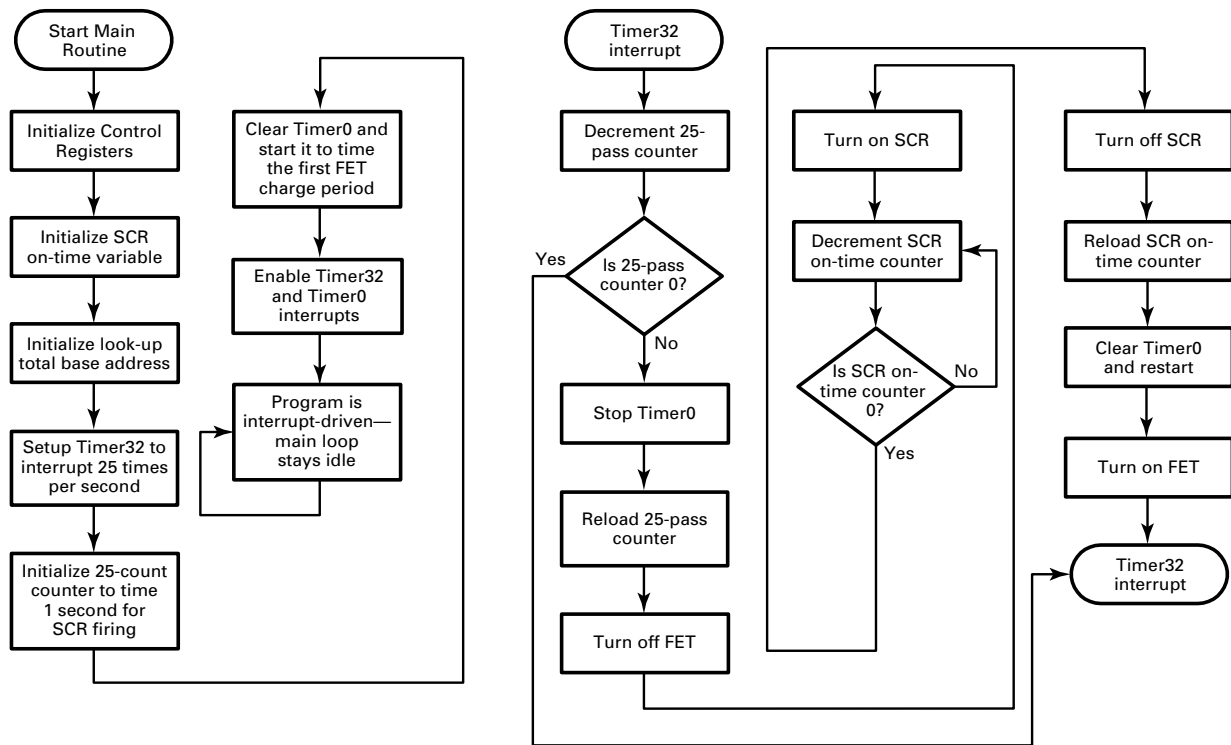 Start Main
Routine
Initialize Control
Registers
Initialize SCR
on-time variable
Initialize look-up
total base address
Setup Timer32 to
interrupt 25 times
per second
Initialize 25-count
counter to time
1 second for
SCR firing
Clear Timer0 and
start it to time
the first FET
charge period
Enable Timer32
and Timer0
interrupts
Program is
interrupt-driven—
main loop
stays idle
Timer32
interrupt
Decrement 25-
pass counter
Is 25-pass
counter 0?
Yes
No
Stop Timer0
Reload 25-pass
counter
Turn off FET
Turn on SCR
Decrement SCR
on-time counter
Is SCR on-
time counter
0?
No
Yes
Turn off SCR
Reload SCR on-
time counter
Clear Timer0
and restart
Turn on FET
Timer32
interrupt